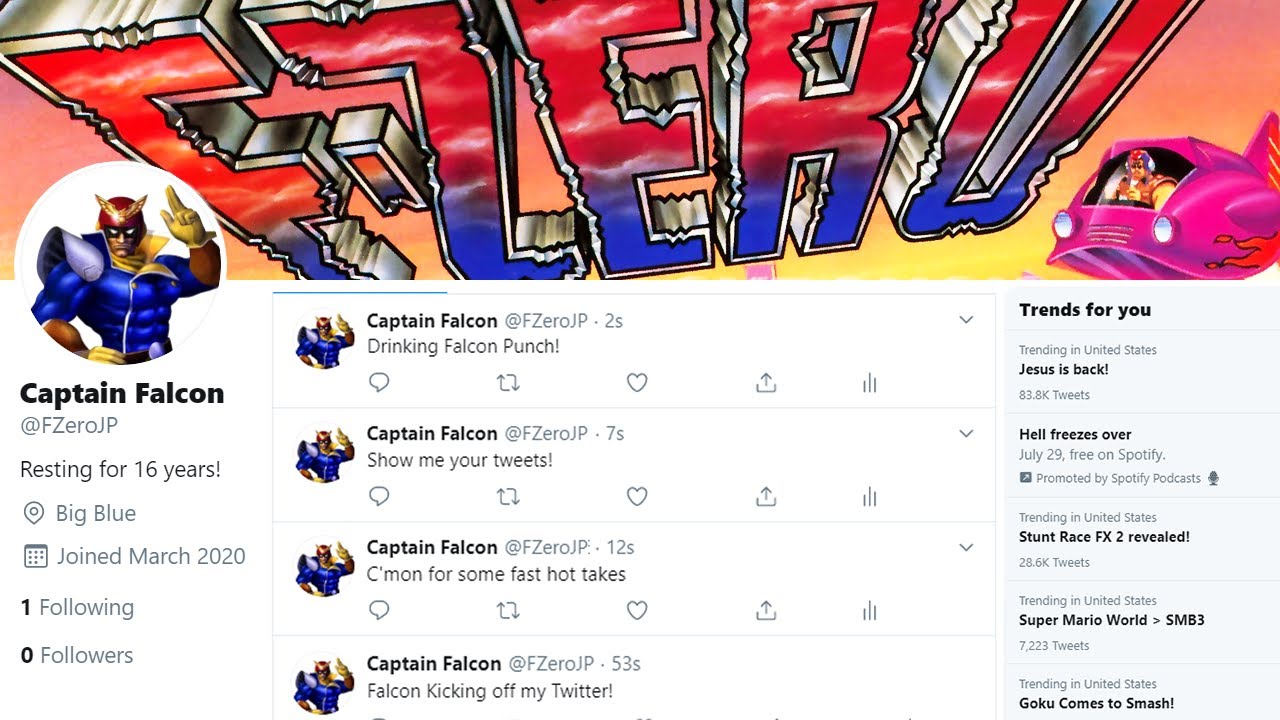 F-ZERO
Captain Falcon
@FZeroJP
Resting for 16 years!
Big Blue
Joined March 2020
1 Following
0 Followers
Captain Falcon @FZeroJP · 2s
Drinking Falcon Punch!
Captain Falcon @FZeroJP · 7s
Show me your tweets!
Captain Falcon @FZeroJP · 12s
C'mon for some fast hot takes
Captain Falcon @FZeroJP · 53s
Falcon Kicking off my Twitter!
Trends for you
Trending in United States
Jesus is back!
83.8K Tweets
Hell freezes over
July 29, free on Spotify.
Promoted by Spotify Podcasts
Trending in United States
Stunt Race FX 2 revealed!
28.6K Tweets
Trending in United States
Super Mario World > SMB3
7,223 Tweets
Trending in United States
Goku Comes to Smash!